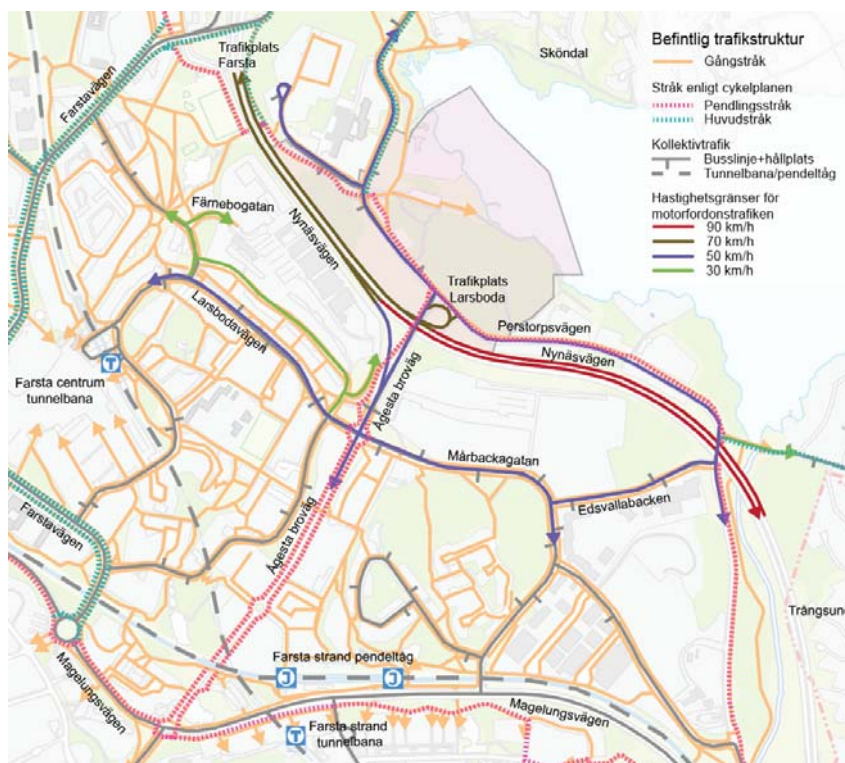 Befintlig trafikstruktur
Gångstråk
Stråk enligt cykelplanen
Pendlingsstråk
Huvudstråk
Kollektivtrafik
Busslinje+hållplats
Tunnelbana/pendeltåg
Hastighetsgränser för
motorfordonstrafiken
90 km/h
70 km/h
50 km/h
30 km/h
Trafikplats
Farsta
Sköndal
Farstavägen
Färnebogatan
Nynäsvägen
Trafikplats
Larsboda
Larsbodavägen
Perstorpsvägen
Nynäsvägen
T
Farsta centrum
tunnelbana
Ågesta broväg
Mårbackagatan
Edsvallabacken
Farstavägen
Ågesta broväg
Trångsund
Magelungsvägen
Farsta strand pendeltåg
J
J
Magelungsvägen
T
Farsta strand
tunnelbana